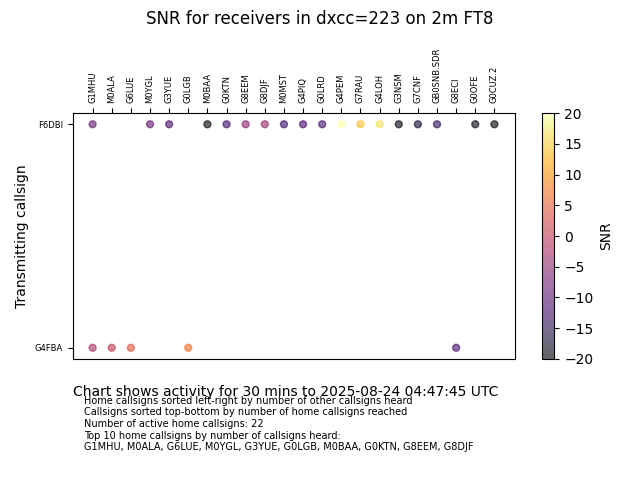 SNR for receivers in dxcc=223 on 2m FT8
G1MHU M0ALA G6LUE M0YGL G3YUE G0LGB M0BAA G0KTN G8EEM G8DJF M0MST G4PIQ G0LRD G4PEM G7RAU G4LOH G3NSM G7CNF GB0SNB.SDR G8ECI G0OFE G0CUZ.2
F6DBI
G4FBA
Transmitting callsign
20
15
10
5
0
−5
−10
−15
−20
SNR
Chart shows activity for 30 mins to 2025-08-24 04:47:45 UTC
Home callsigns sorted left-right by number of other callsigns heard
Callsigns sorted top-bottom by number of home callsigns reached
Number of active home callsigns: 22
Top 10 home callsigns by number of callsigns heard:
G1MHU, M0ALA, G6LUE, M0YGL, G3YUE, G0LGB, M0BAA, G0KTN, G8EEM, G8DJF